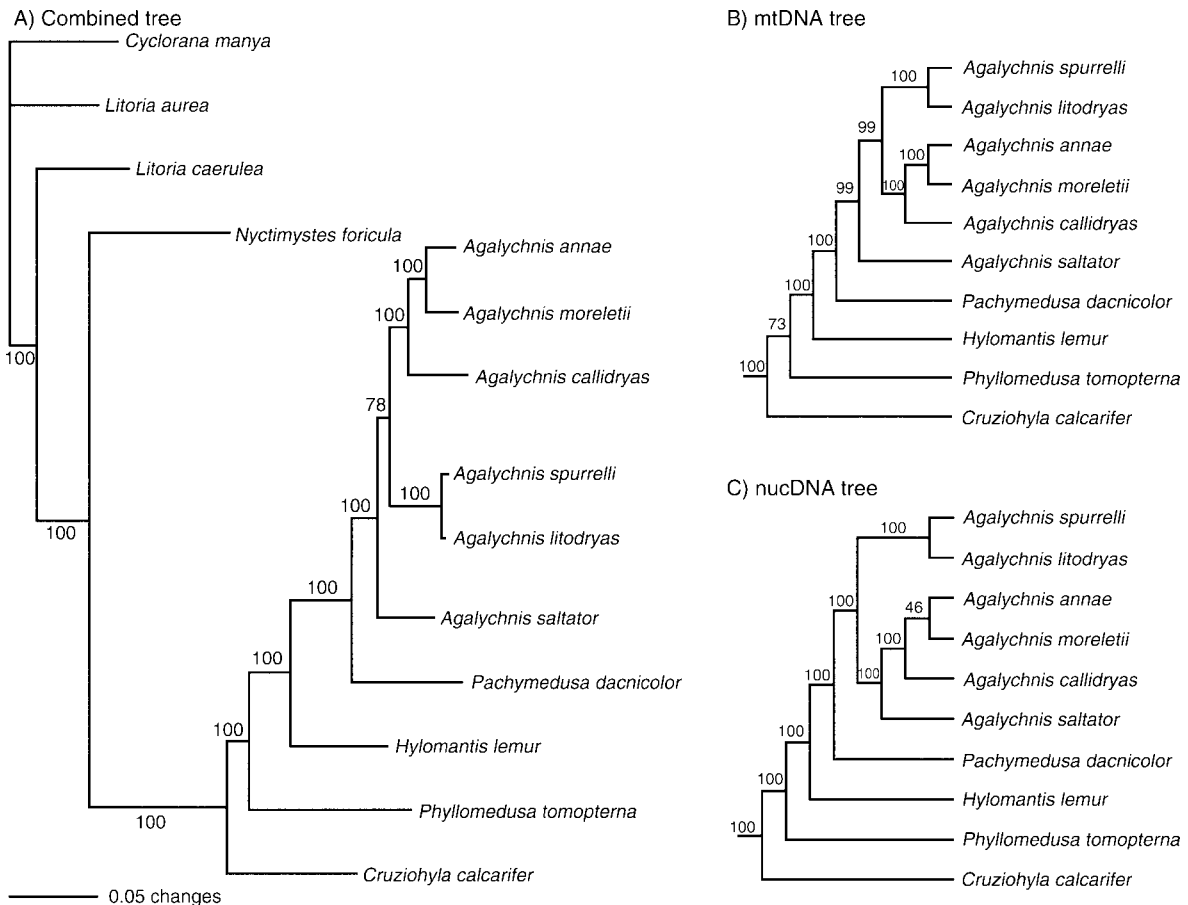 A) Combined tree
Cyclorana manya
Litoria aurea
Litoria caerulea
100
Nyctimystes foricula
100
Agalychnis annae
100
Agalychnis moreletii
100
Agalychnis callidryas
78
Agalychnis spurrelli
100
Agalychnis litodryas
100
Agalychnis saltator
100
Pachymedusa dacnicolor
100
Hylomantis lemur
100
Phyllomedusa tomopterna
100
Cruziohyla calcarifer
0.05 changes
B) mtDNA tree
100
Agalychnis spurrelli
Agalychnis litodryas
99
Agalychnis annae
100
Agalychnis moreletii
100
99
Agalychnis callidryas
100
Agalychnis saltator
100
Pachymedusa dacnicolor
73
Hylomantis lemur
100
Phyllomedusa tomopterna
Cruziohyla calcarifer
C) nucDNA tree
Agalychnis spurrelli
100
Agalychnis litodryas
100
Agalychnis annae
46
Agalychnis moreletii
100
100
Agalychnis callidryas
100
Agalychnis saltator
100
Pachymedusa dacnicolor
100
Hylomantis lemur
100
Phyllomedusa tomopterna
Cruziohyla calcarifer